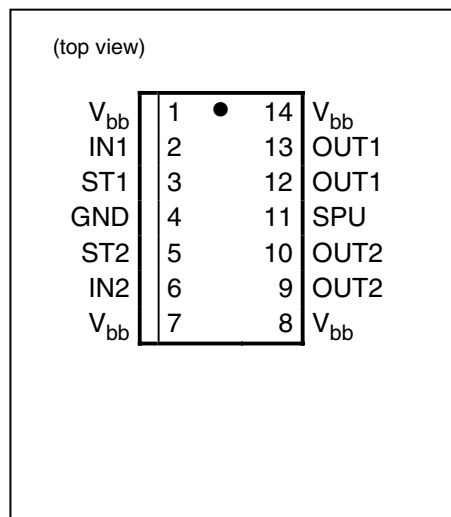 (top view)
Vbb 1 14 Vbb
IN1 2 13 OUT1
ST1 3 12 OUT1
GND 4 11 SPU
ST2 5 10 OUT2
IN2 6 9 OUT2
Vbb 7 8 Vbb